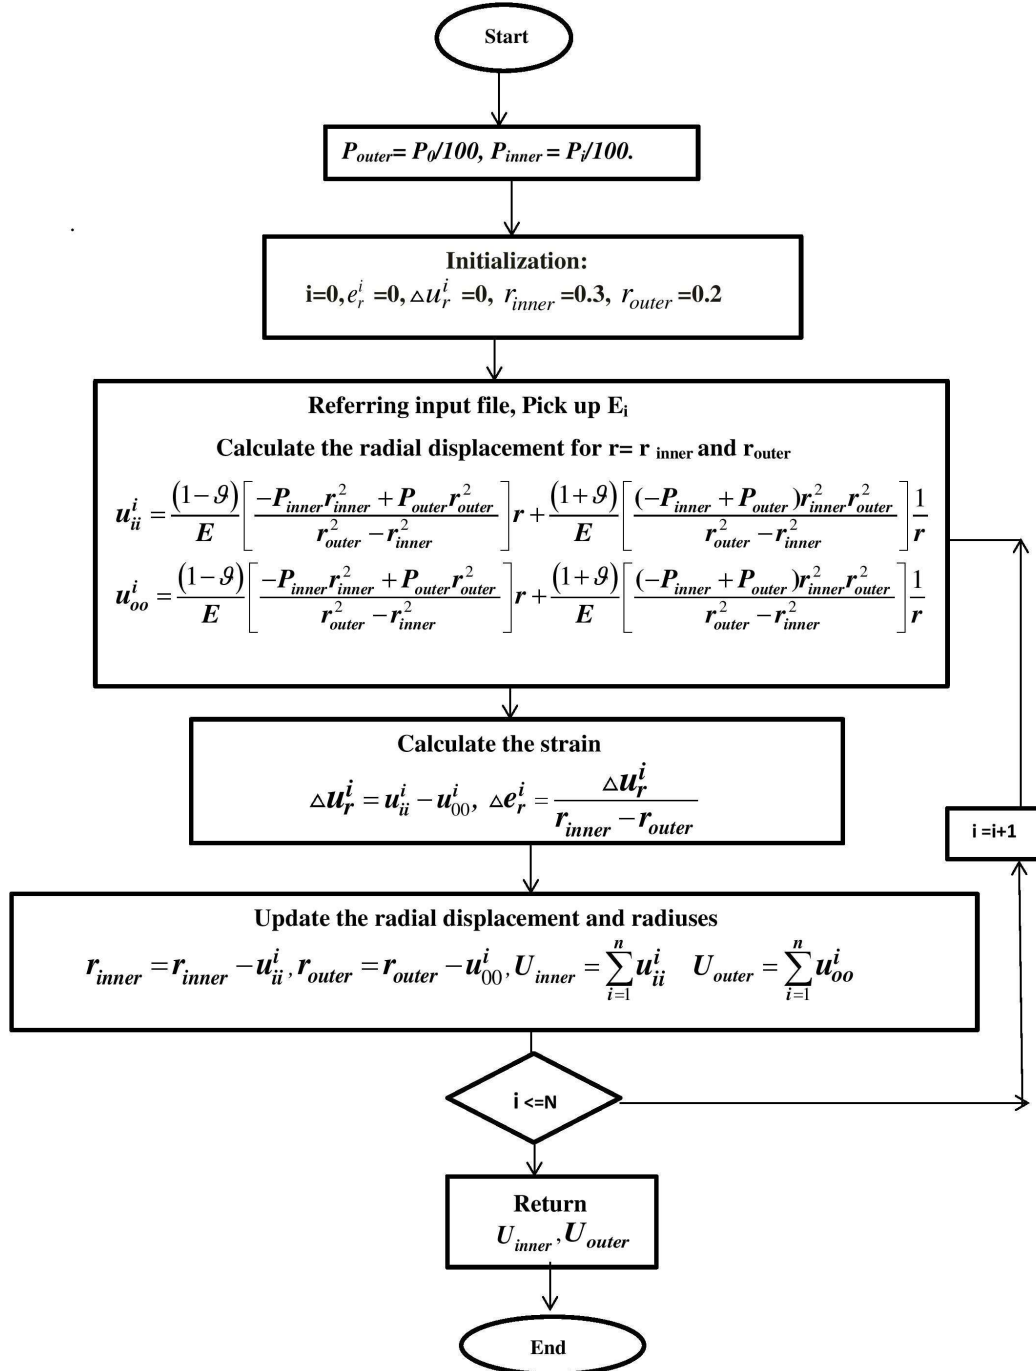 Start
P_outer= P_0/100, P_inner = P_i/100.
Initialization:
i=0, e_r^i =0, △u_r^i =0, r_inner =0.3, r_outer =0.2
Referring input file, Pick up E_i
Calculate the radial displacement for r= r _inner and r_outer
u_ii^i = (1-ϑ)/E [(-P_inner r_inner^2 + P_outer r_outer^2)/(r_outer^2 - r_inner^2)] r + (1+ϑ)/E [((-P_inner + P_outer) r_inner^2 r_outer^2)/(r_outer^2 - r_inner^2)] 1/r
u_oo^i = (1-ϑ)/E [(-P_inner r_inner^2 + P_outer r_outer^2)/(r_outer^2 - r_inner^2)] r + (1+ϑ)/E [((-P_inner + P_outer) r_inner^2 r_outer^2)/(r_outer^2 - r_inner^2)] 1/r
Calculate the strain
△u_r^i = u_ii^i - u_00^i, △e_r^i = △u_r^i/(r_inner - r_outer)
i =i+1
Update the radial displacement and radiuses
r_inner = r_inner - u_ii^i, r_outer = r_outer - u_00^i, U_inner = ∑_{i=1}^n u_ii^i U_outer = ∑_{i=1}^n u_oo^i
i <=N
Return
U_inner, U_outer
End